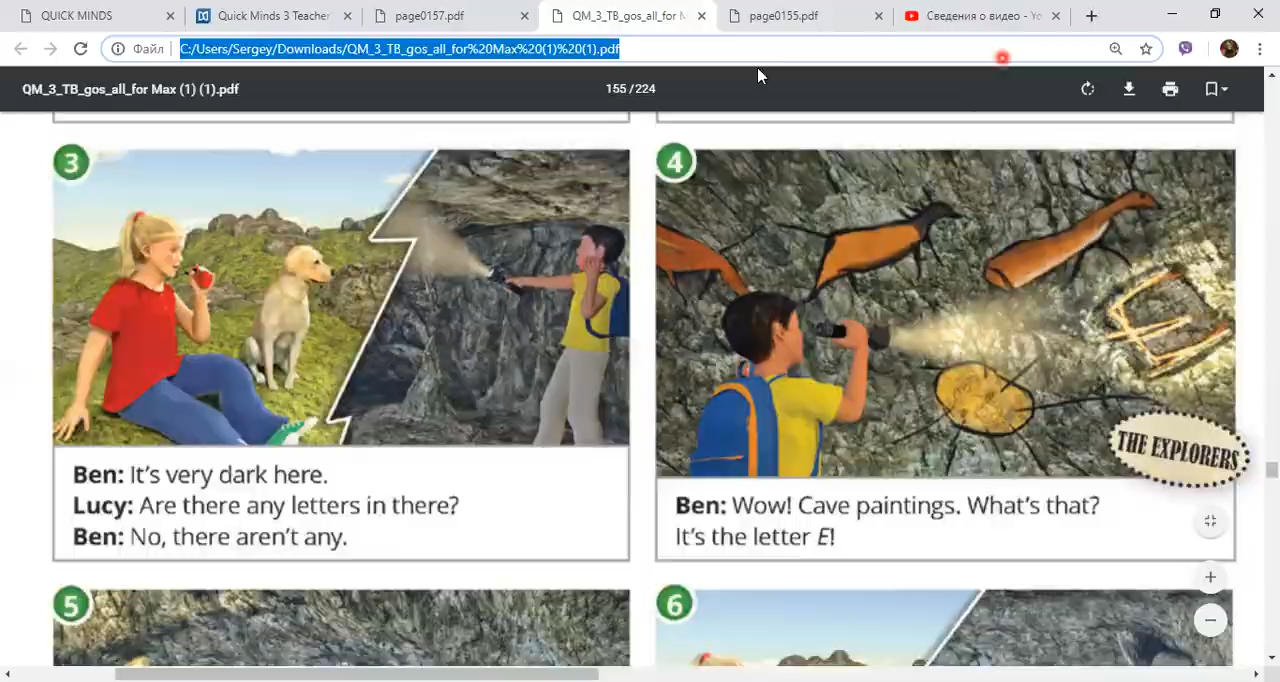 QUICK MINDS
Quick Minds 3 Teacher
page0157.pdf
QM_3_TB_gos_all_for M
page0155.pdf
Сведения о видео - Yo
Файл
C:/Users/Sergey/Downloads/QM_3_TB_gos_all_for%20Max%20(1)%20(1).pdf
QM_3_TB_gos_all_for Max (1) (1).pdf
155 / 224
3
Ben: It's very dark here.
Lucy: Are there any letters in there?
Ben: No, there aren't any.
4
E
THE EXPLORERS
Ben: Wow! Cave paintings. What's that?
It's the letter E!
5
6